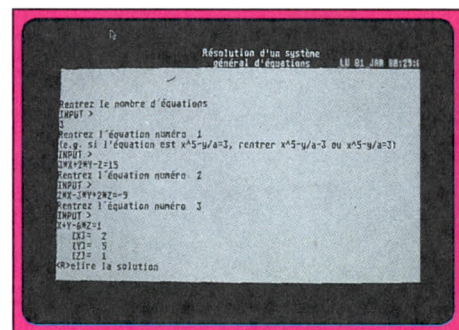 Résolution d'un système
général d'équations LU 01 JAN
Rentrez le nombre d'équations
INPUT >
3
Rentrez l'équation numéro 1
(e.g. si l'équation est x^5-y/a=3, rentrer x^5-y/a-3 ou x^5-y/a=3)
INPUT >
3*X+2*Y-Z=15
Rentrez l'équation numéro 2
INPUT >
2*X-3*Y+2*Z=-9
Rentrez l'équation numéro 3
INPUT >
X+Y-6*Z=1
[X]= 2
[Y]= 5
[Z]= 1
<R>elire la solution